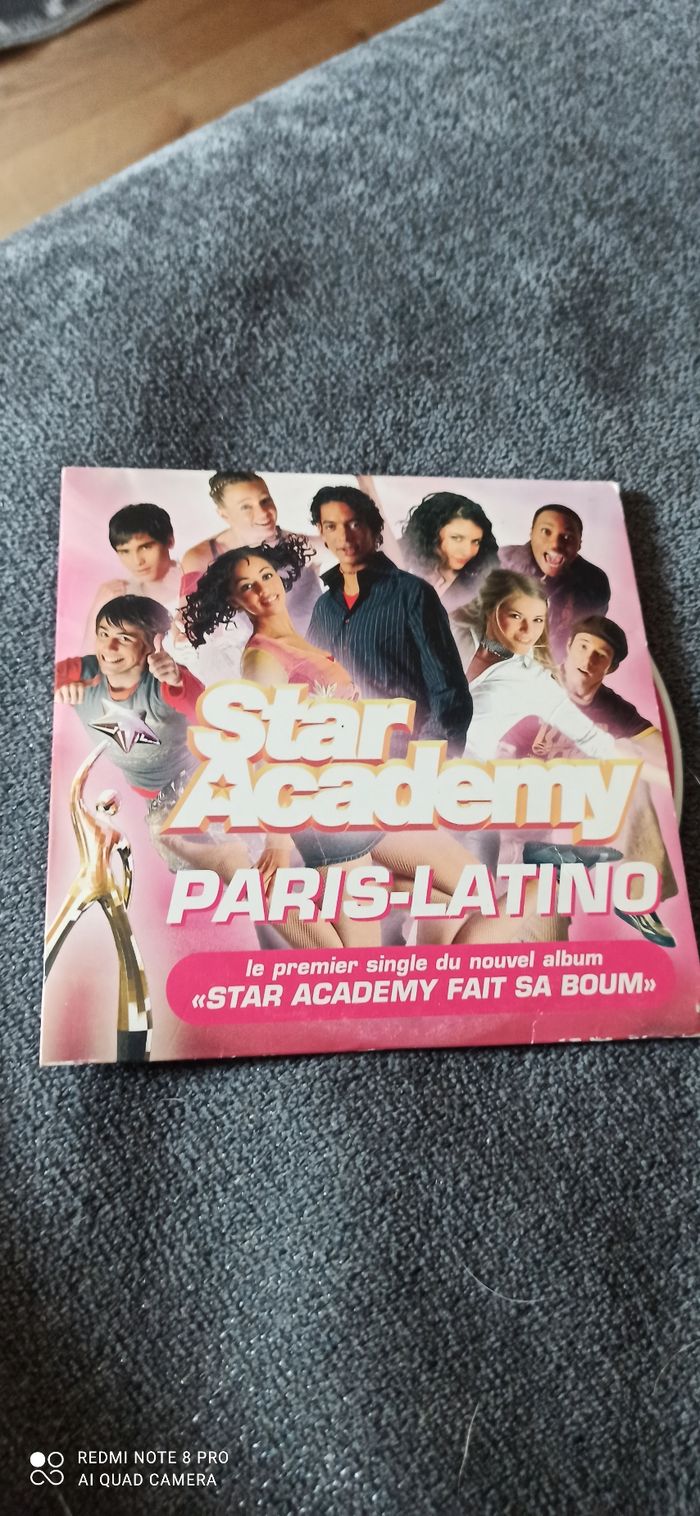 Star
Academy
PARIS-LATINO
le premier single du nouvel album
«STAR ACADEMY FAIT SA BOUM»
REDMI NOTE 8 PRO
AI QUAD CAMERA